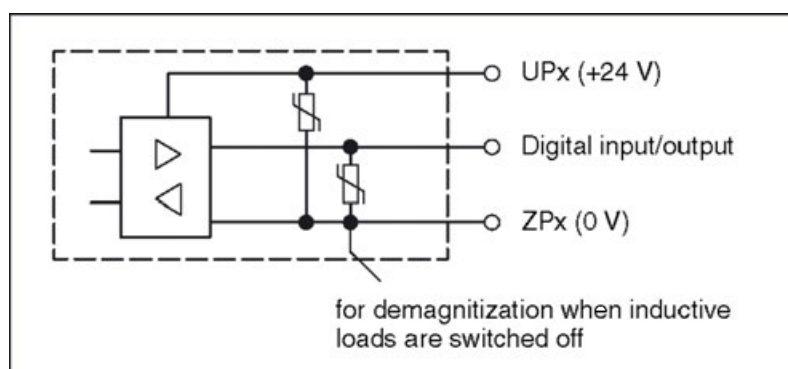 UPx (+24 V)
Digital input/output
ZPx (0 V)
for demagnitization when inductive
loads are switched off